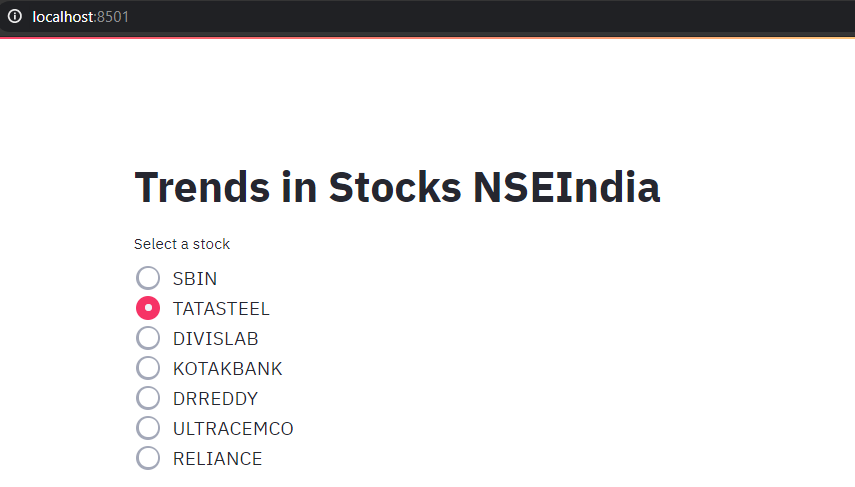 localhost:8501
Trends in Stocks NSEIndia
Select a stock
SBIN
TATASTEEL
DIVISLAB
KOTAKBANK
DRREDDY
ULTRACEMCO
RELIANCE